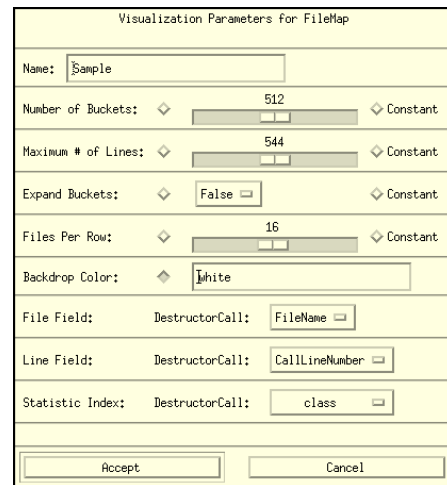 Visualization Parameters for FileMap
Name: Sample
Number of Buckets: 512 Constant
Maximum # of Lines: 544 Constant
Expand Buckets: False Constant
Files Per Row: 16 Constant
Backdrop Color: white
File Field: DestructorCall: FileName
Line Field: DestructorCall: CallLineNumber
Statistic Index: DestructorCall: class
Accept Cancel